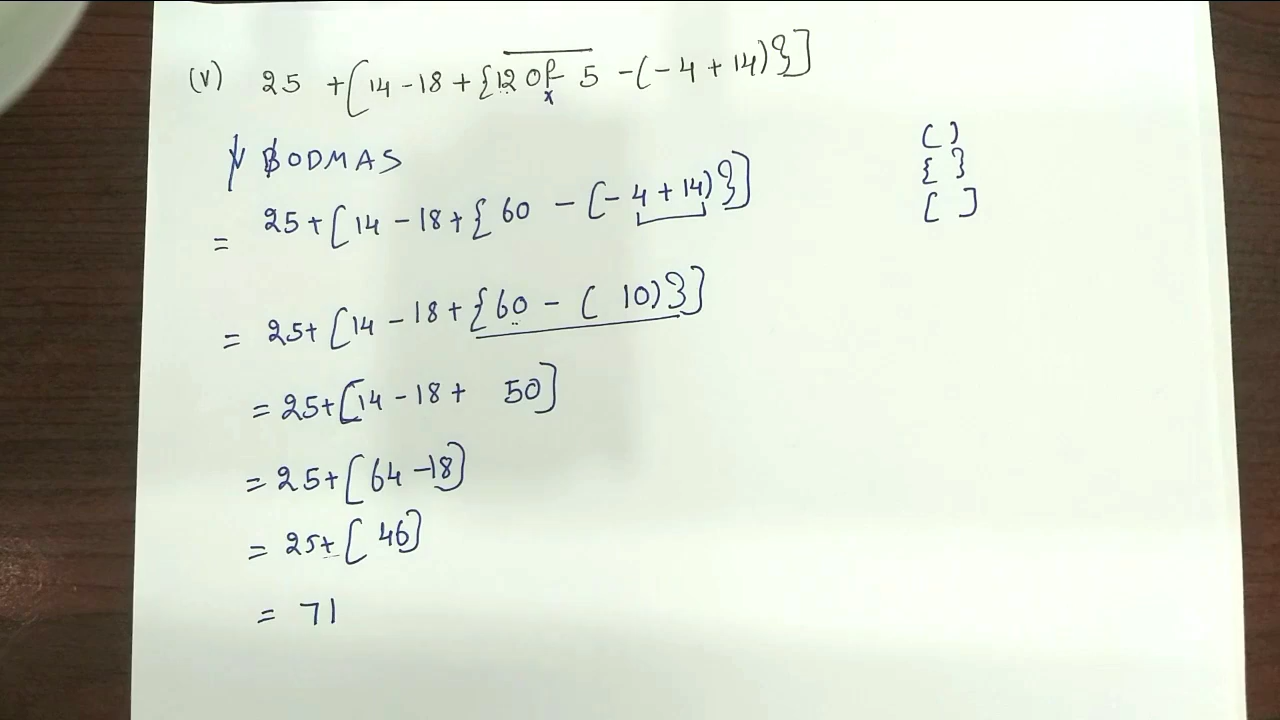 (v) 25 +[14-18+{12 of 5 -(-4+14)}]
x
VBODMAS
= 25+[14-18+{60 -(-4+14)}]
= 25+[14-18+{60-( 10)}]
= 25+[14-18+ 50]
= 25+[64-18]
= 25+[46]
= 71
( )
{ }
[ ]